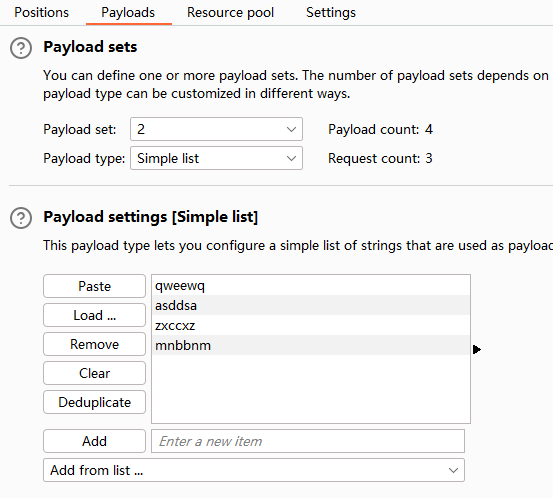 Positions Payloads Resource pool Settings
? Payload sets
You can define one or more payload sets. The number of payload sets depends on
payload type can be customized in different ways.
Payload set: 2 Payload count: 4
Payload type: Simple list Request count: 3
? Payload settings [Simple list]
This payload type lets you configure a simple list of strings that are used as payload
Paste qweewq
asddsa
Load ... zxccxz
Remove mnbbnm
Clear
Deduplicate
Add Enter a new item
Add from list ...